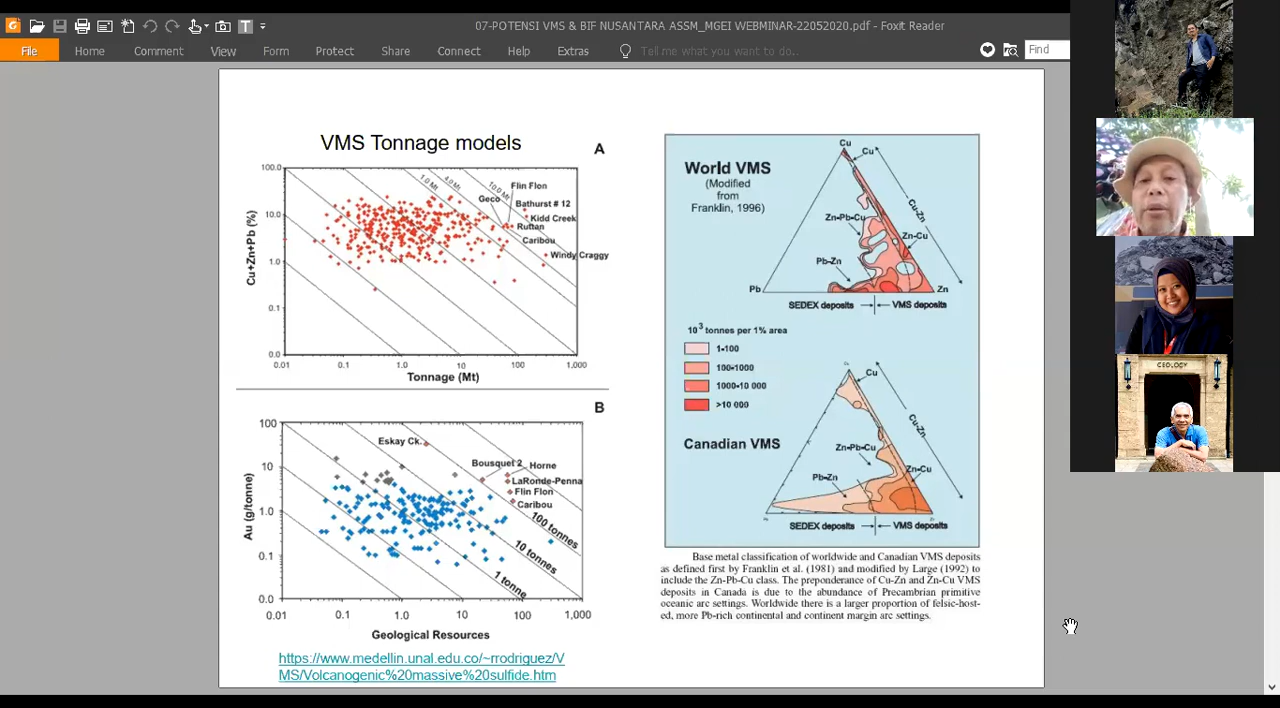 07-POTENSI VMS & BIF NUSANTARA ASSM_MGEI WEBMINAR-22052020.pdf - Foxit Reader
File
Home
Comment
View
Form
Protect
Share
Connect
Help
Extras
Tell me what you want to do..
Find
VMS Tonnage models
A
Cu+Zn+Pb (%)
100.0
10.0
1.0
0.1
0.0
1.0 Mt
4.0 Mt
10.0 Mt
Flin Flon
Geco
Bathurst # 12
Kidd Creek
Ruttan
Caribou
Windy Craggy
0.01
0.1
1.0
10
100
1,000
Tonnage (Mt)
B
Au (g/tonne)
100
10
1.0
0.1
0.0
Eskay Ck.
Bousquet 2
Horne
LaRonde-Penna
Flin Flon
Caribou
100 tonnes
10 tonnes
1 tonne
0.01
0.1
1.0
10
100
1,000
Geological Resources
https://www.medellin.unal.edu.co/~rrodriguez/V
MS/Volcanogenic%20massive%20sulfide.htm
World VMS
(Modified
from
Franklin, 1996)
Cu
Cu
Cu-Zn
Zn-Pb-Cu
Zn-Cu
Pb-Zn
Pb
Zn
SEDEX deposits
VMS deposits
10³ tonnes per 1% area
1-100
100-1000
1000-10 000
>10 000
Canadian VMS
Cu
Cu
Cu-Zn
Zn-Pb-Cu
Zn-Cu
Pb-Zn
SEDEX deposits
VMS deposits
Base metal classification of worldwide and Canadian VMS deposits
as defined first by Franklin et al. (1981) and modified by Large (1992) to
include the Zn-Pb-Cu class. The preponderance of Cu-Zn and Zn-Cu VMS
deposits in Canada is due to the abundance of Precambrian primitive
oceanic arc settings. Worldwide there is a larger proportion of felsic-host-
ed, more Pb-rich continental and continent margin arc settings.
GEOLOGY